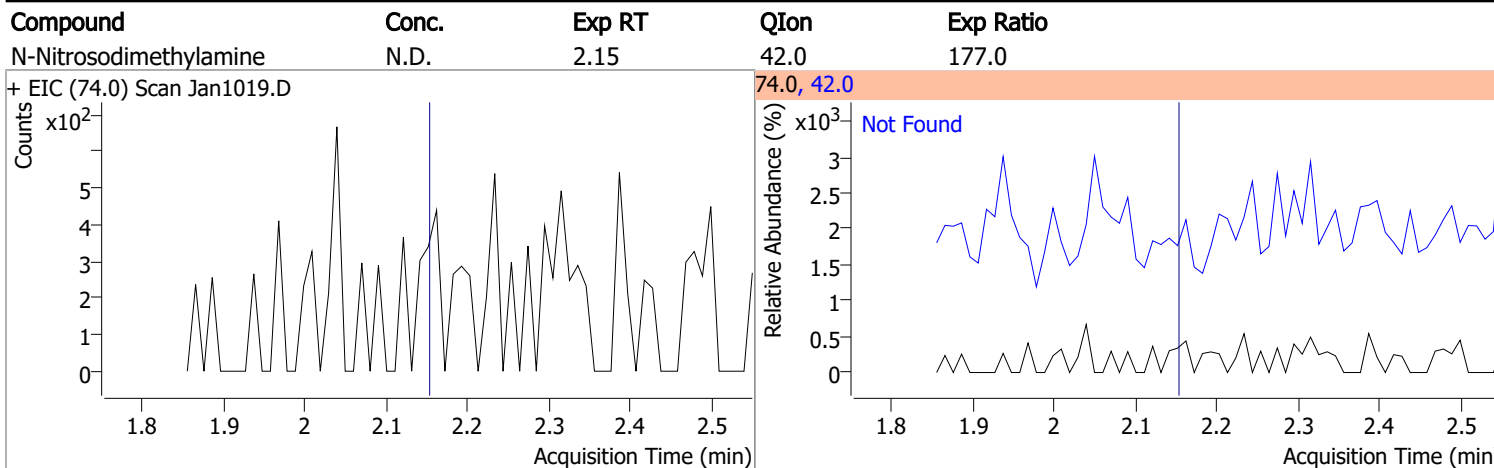 Compound Conc. Exp RT QIon Exp Ratio
N-Nitrosodimethylamine N.D. 2.15 42.0 177.0
+ EIC (74.0) Scan Jan1019.D
Counts
x10²
5
4
3
2
1
0
1.8 1.9 2 2.1 2.2 2.3 2.4 2.5
Acquisition Time (min)
74.0, 42.0
Relative Abundance (%)
x10³
Not Found
3
2.5
2
1.5
1
0.5
0
1.8 1.9 2 2.1 2.2 2.3 2.4 2.5
Acquisition Time (min